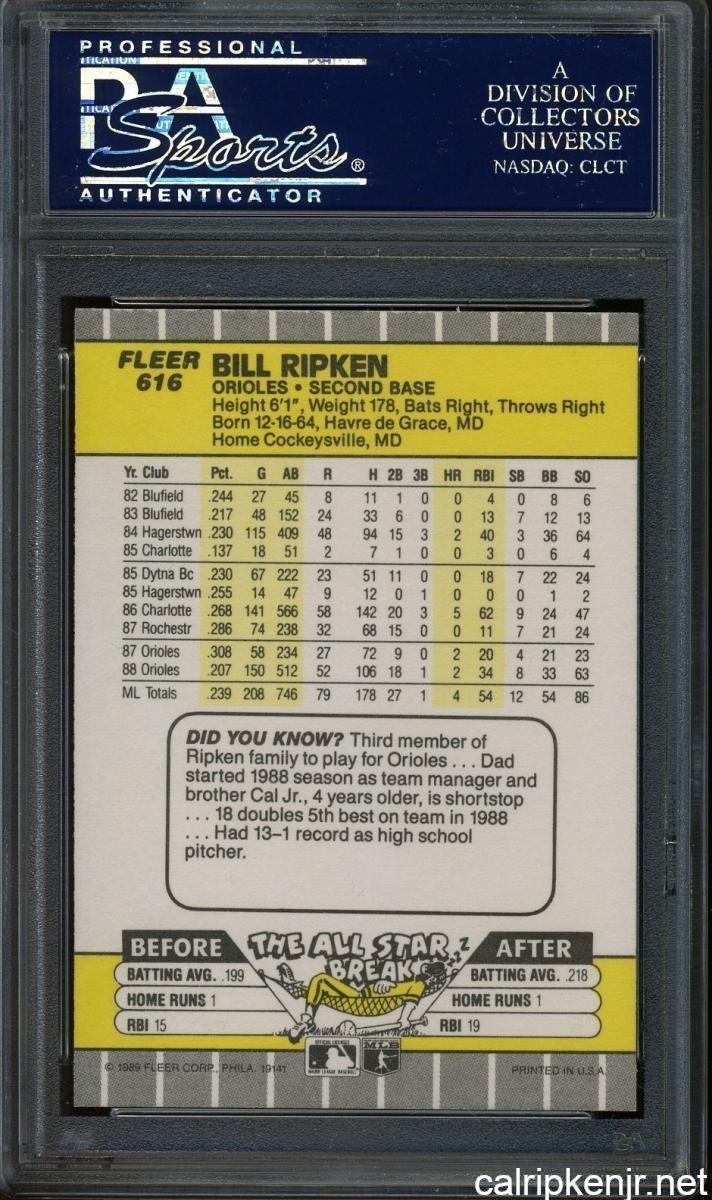 PROFESSIONAL
PSA
Sports®
AUTHENTICATOR
A
DIVISION OF
COLLECTORS
UNIVERSE
NASDAQ: CLCT
FLEER
616
BILL RIPKEN
ORIOLES • SECOND BASE
Height 6'1", Weight 178, Bats Right, Throws Right
Born 12-16-64, Havre de Grace, MD
Home Cockeysville, MD
Yr. Club Pct. G AB R H 2B 3B HR RBI SB BB SO
82 Blufield .244 27 45 8 11 1 0 0 4 0 8 6
83 Blufield .217 48 152 24 33 6 0 0 13 7 12 13
84 Hagerstwn .230 115 409 48 94 15 3 2 40 3 36 64
85 Charlotte .137 18 51 2 7 1 0 0 3 0 6 4
85 Dytna Bc .230 67 222 23 51 11 0 0 18 7 22 24
85 Hagerstwn .255 14 47 9 12 0 1 0 0 0 1 2
86 Charlotte .268 141 566 58 142 20 3 5 62 9 24 47
87 Rochestr .286 74 238 32 68 15 0 0 11 7 21 24
87 Orioles .308 58 234 27 72 9 0 2 20 4 21 23
88 Orioles .207 150 512 52 106 18 1 2 34 8 33 63
ML Totals .239 208 746 79 178 27 1 4 54 12 54 86
DID YOU KNOW? Third member of
Ripken family to play for Orioles . . . Dad
started 1988 season as team manager and
brother Cal Jr., 4 years older, is shortstop
. . . 18 doubles 5th best on team in 1988
. . . Had 13–1 record as high school
pitcher.
BEFORE
THE ALL STAR
BREAK
zzZ
AFTER
BATTING AVG. .199
HOME RUNS 1
RBI 15
BATTING AVG. .218
HOME RUNS 1
RBI 19
OFFICIAL LICENSEE
MAJOR LEAGUE BASEBALL
MLB
© 1989 FLEER CORP., PHILA. 19141
PRINTED IN U.S.A.
calripkenjr.net